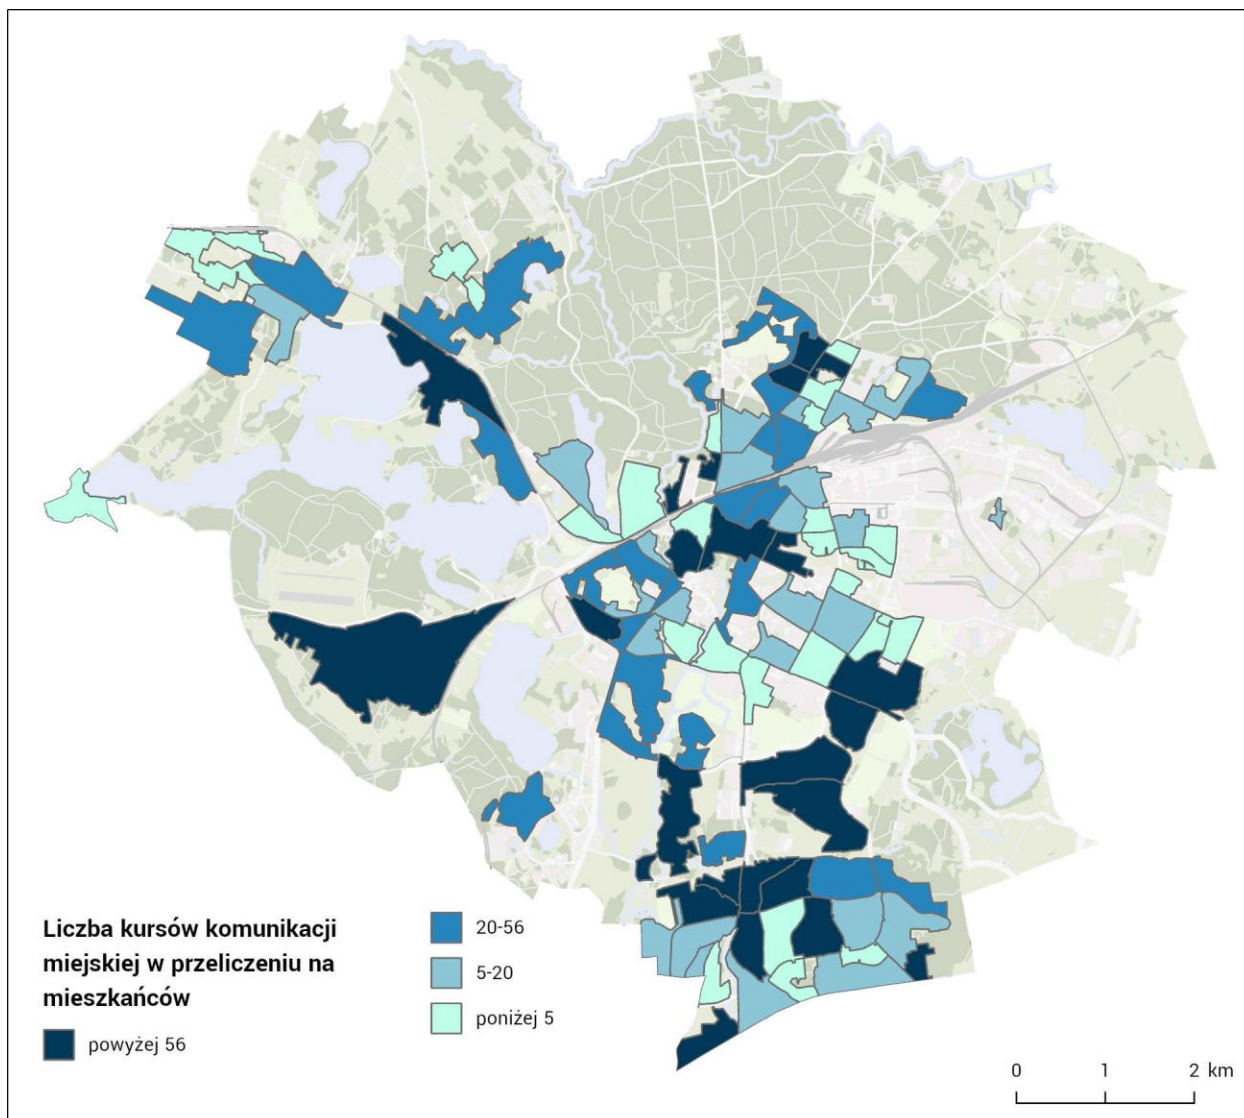 Liczba kursów komunikacji
miejskiej w przeliczeniu na
mieszkańców
powyżej 56
20-56
5-20
poniżej 5
0 1 2 km